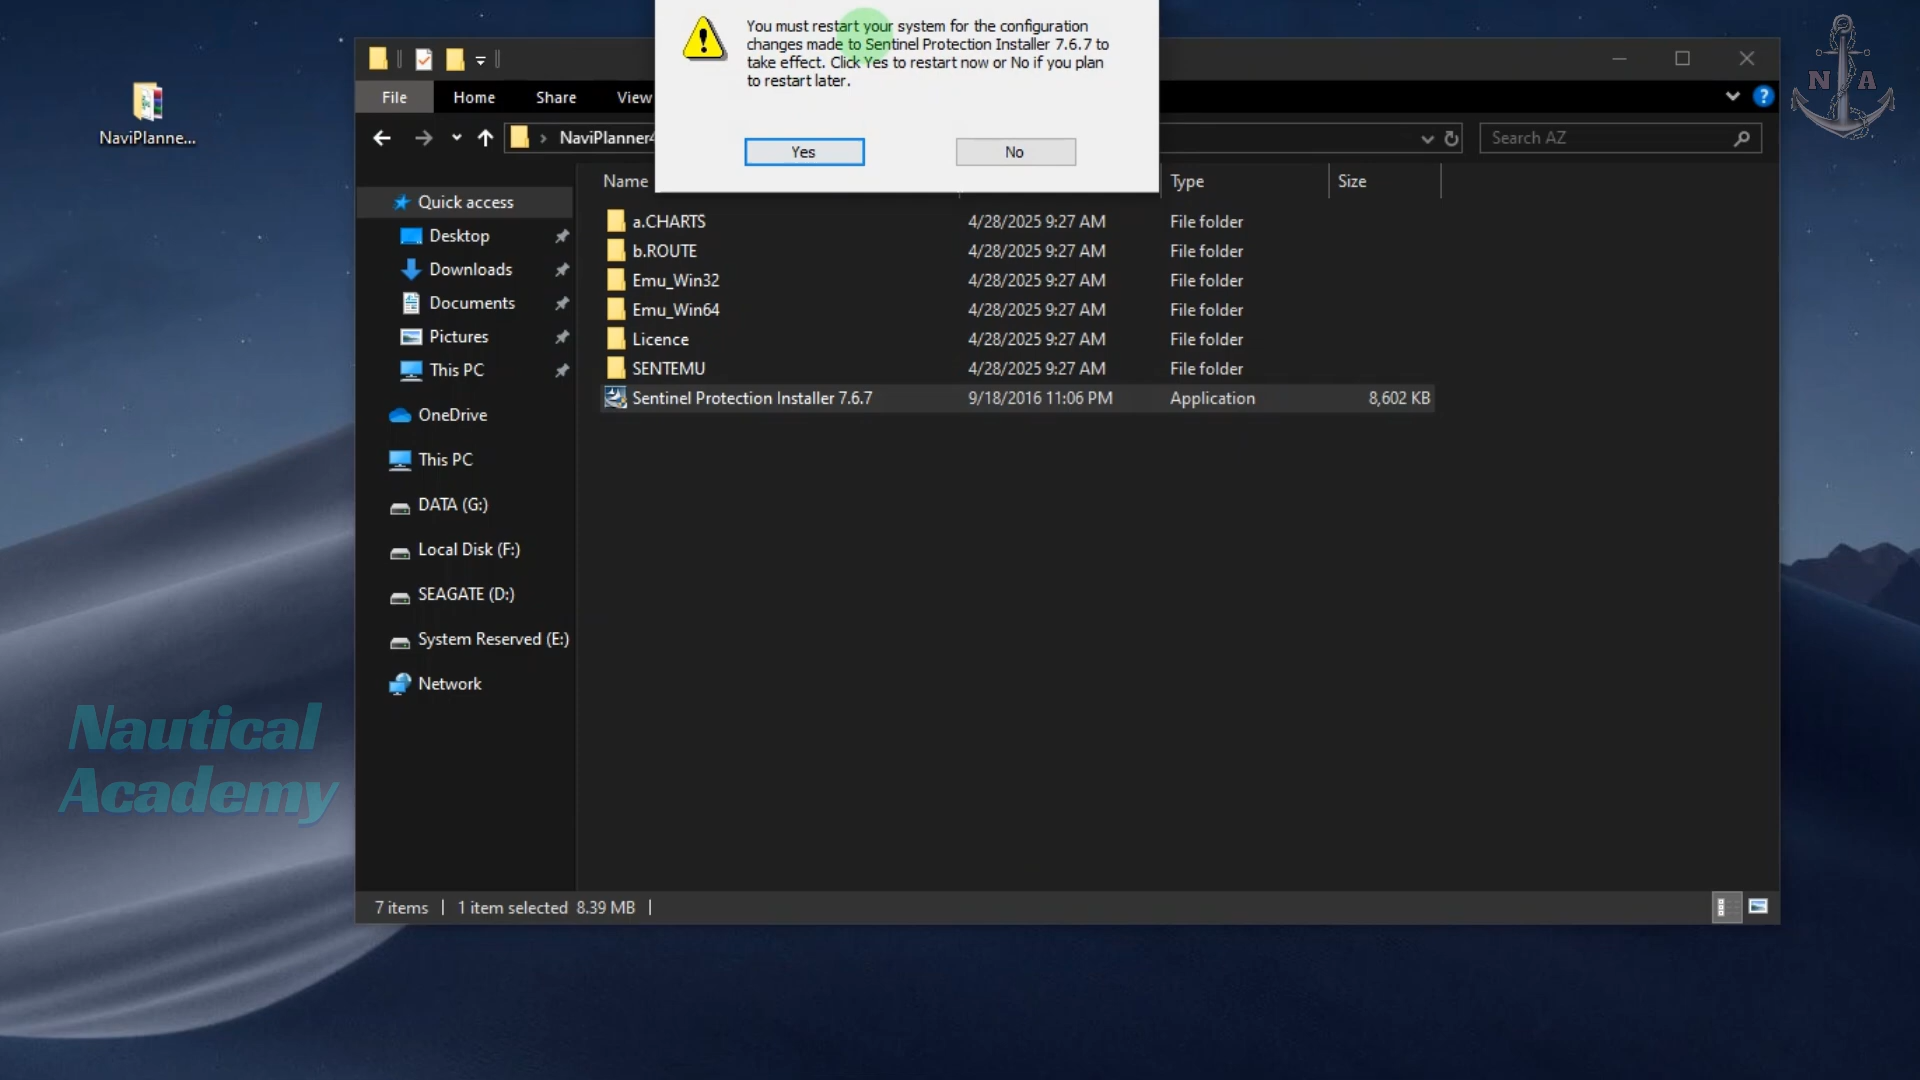 You must restart your system for the configuration
changes made to Sentinel Protection Installer 7.6.7 to
take effect. Click Yes to restart now or No if you plan
to restart later.
Yes
No
N A
NaviPlanne...
File
Home
Share
View
?
NaviPlanner4
Search AZ
Name
Type
Size
Quick access
Desktop
Downloads
Documents
Pictures
This PC
OneDrive
This PC
DATA (G:)
Local Disk (F:)
SEAGATE (D:)
System Reserved (E:)
Network
a.CHARTS 4/28/2025 9:27 AM File folder
b.ROUTE 4/28/2025 9:27 AM File folder
Emu_Win32 4/28/2025 9:27 AM File folder
Emu_Win64 4/28/2025 9:27 AM File folder
Licence 4/28/2025 9:27 AM File folder
SENTEMU 4/28/2025 9:27 AM File folder
Sentinel Protection Installer 7.6.7 9/18/2016 11:06 PM Application 8,602 KB
Nautical
Academy
7 items 1 item selected 8.39 MB